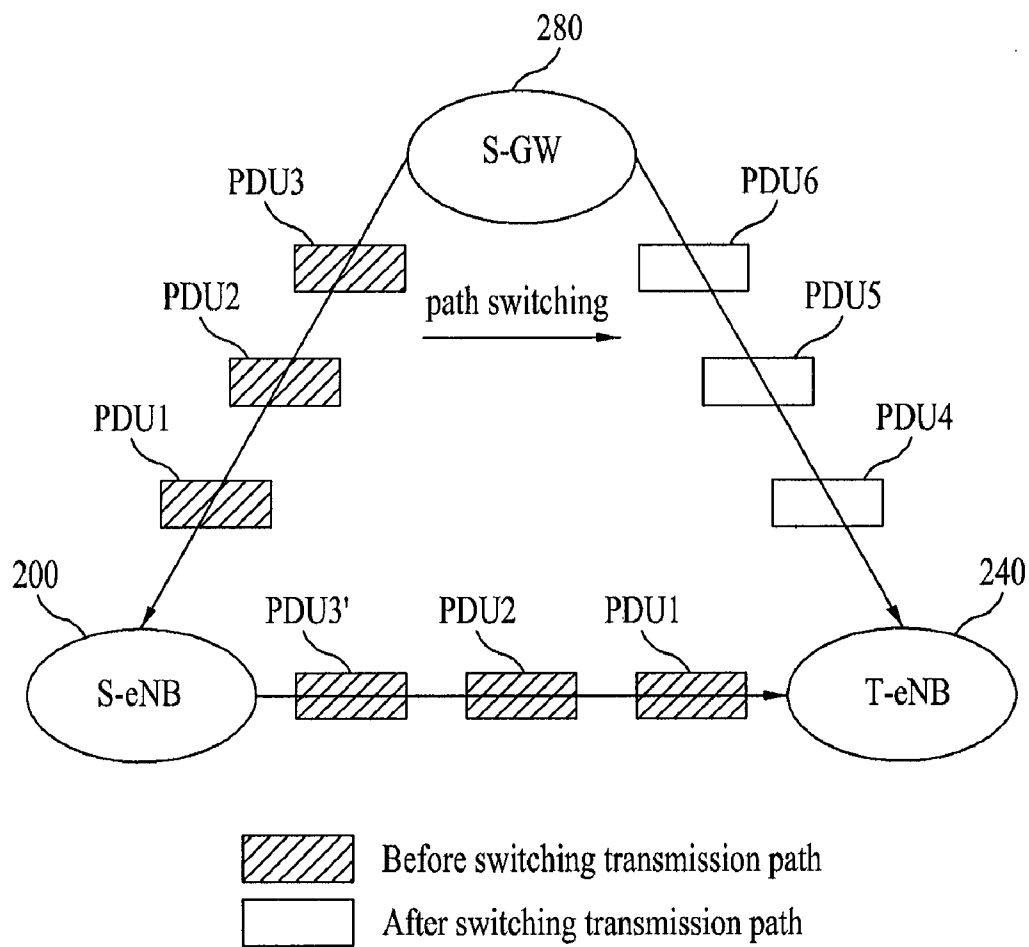 280
S-GW
PDU3
PDU6
PDU2
path switching
PDU5
PDU1
PDU4
200
240
PDU3'
PDU2
PDU1
S-eNB
T-eNB
Before switching transmission path
After switching transmission path